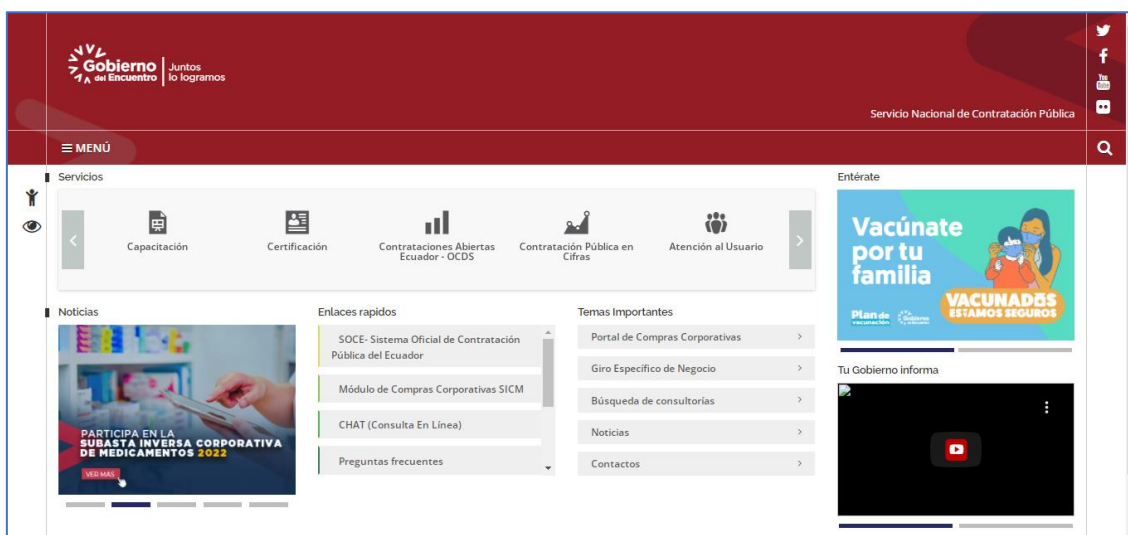 Gobierno
del Encuentro
Juntos
lo logramos
Servicio Nacional de Contratación Pública
You
Tube
MENÚ
Servicios
Capacitación
Certificación
Contrataciones Abiertas
Ecuador - OCDS
Contratación Pública en
Cifras
Atención al Usuario
Noticias
PARTICIPA EN LA
SUBASTA INVERSA CORPORATIVA
DE MEDICAMENTOS 2022
VER MAS
Enlaces rapidos
SOCE- Sistema Oficial de Contratación
Pública del Ecuador
Módulo de Compras Corporativas SICM
CHAT (Consulta En Línea)
Preguntas frecuentes
Temas Importantes
Portal de Compras Corporativas
Giro Específico de Negocio
Búsqueda de consultorías
Noticias
Contactos
Entérate
Vacúnate
por tu
familia
VACUNADOS
ESTAMOS SEGUROS
Plan de
vacunación
Gobierno
Tu Gobierno informa